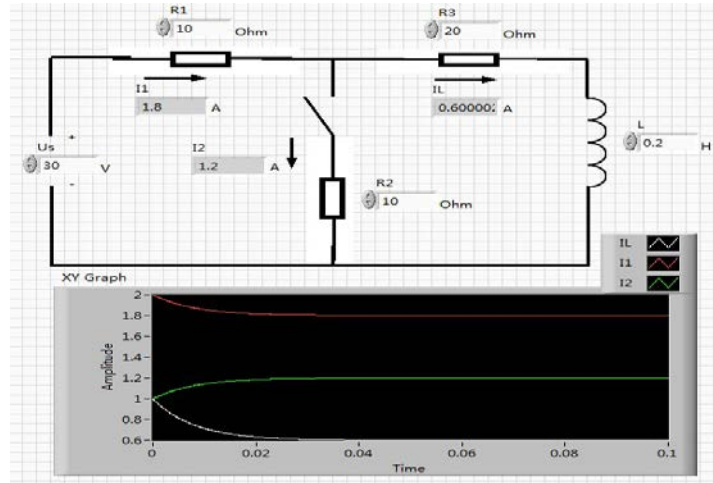 R1
10 Ohm
R3
20 Ohm
I1
1.8 A
IL
0.60000 A
I2
1.2 A
Us
+
30 V
-
L
0.2 H
R2
10 Ohm
IL
I1
I2
XY Graph
Amplitude
2
1.8
1.6
1.4
1.2
1
0.8
0.6
0 0.02 0.04 0.06 0.08 0.1
Time